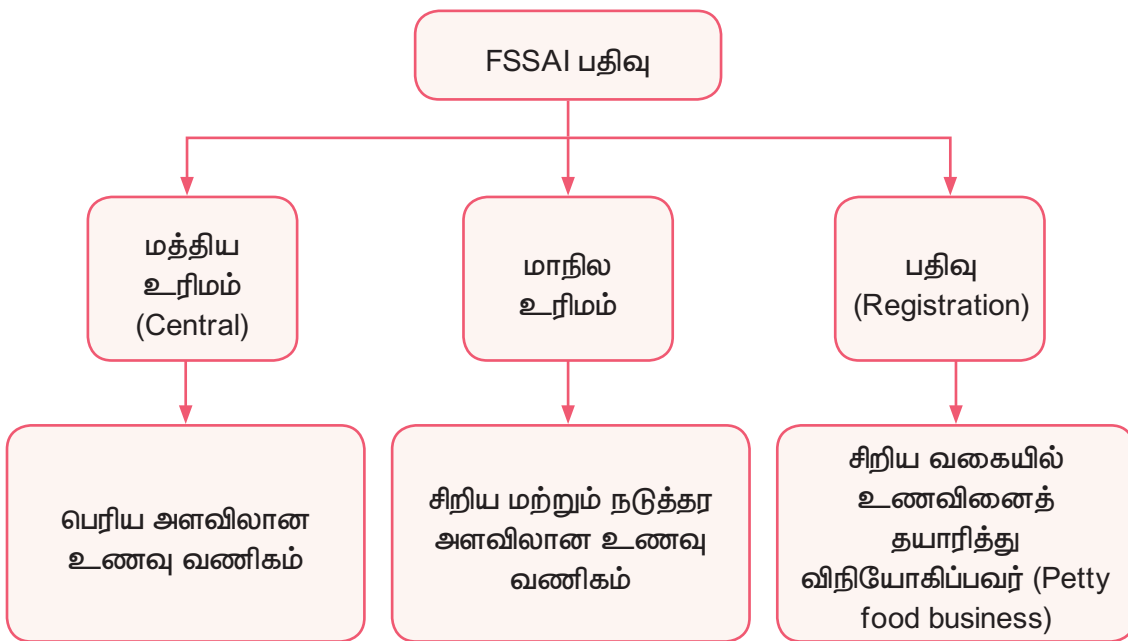 FSSAI பதிவு
மத்திய
உரிமம்
(Central)
மாநில
உரிமம்
பதிவு
(Registration)
பெரிய அளவிலான
உணவு வணிகம்
சிறிய மற்றும் நடுத்தர
அளவிலான உணவு
வணிகம்
சிறிய வகையில்
உணவினைத்
தயாரித்து
விநியோகிப்பவர் (Petty
food business)